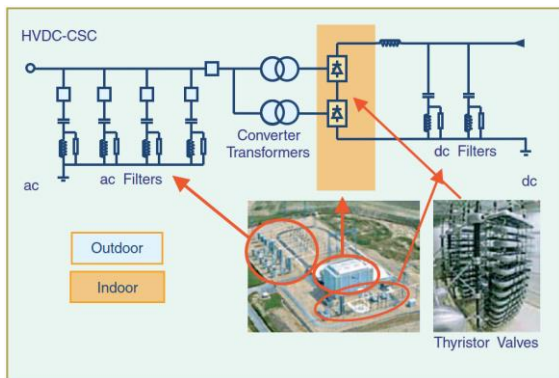 HVDC-CSC
Converter
Transformers
ac
ac Filters
dc Filters
dc
Outdoor
Indoor
Thyristor Valves